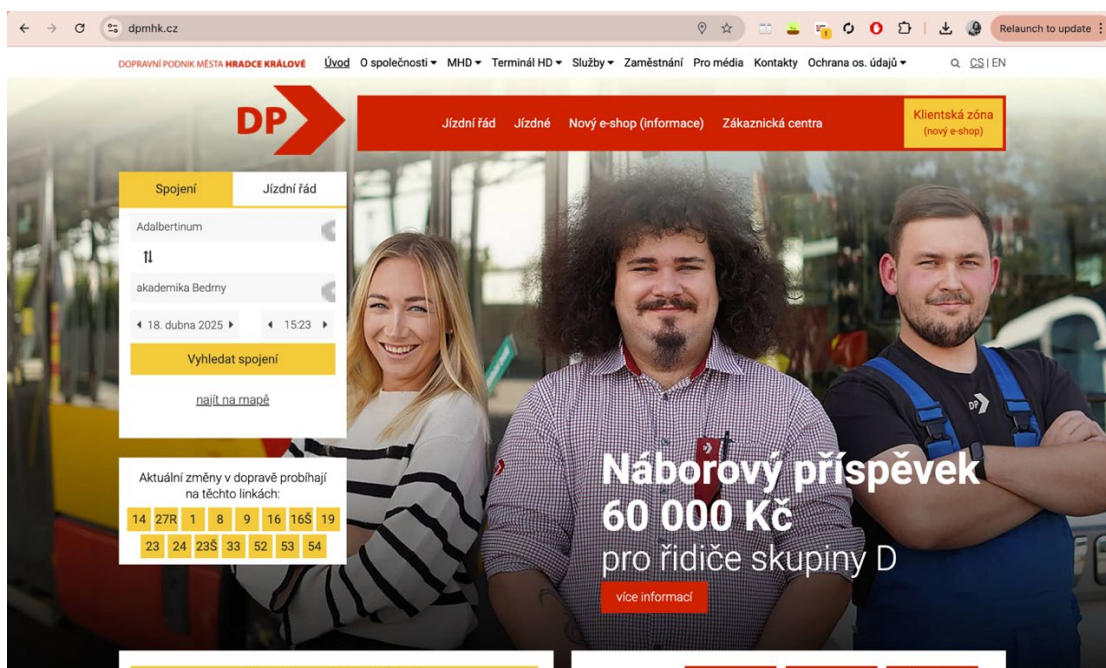 dpmhk.cz
Relaunch to update
DOPRAVNÍ PODNIK MĚSTA HRADCE KRÁLOVÉ Úvod O společnosti MHD Terminál HD Služby Zaměstnání Pro média Kontakty Ochrana os. údajů CS | EN
DP
Jízdní řád Jízdné Nový e-shop (informace) Zákaznická centra
Klientská zóna
(nový e-shop)
Spojení Jízdní řád
Adalbertinum
akademika Bedrny
18. dubna 2025 15:23
Vyhledat spojení
najít na mapě
Aktuální změny v dopravě probíhají
na těchto linkách:
14 27R 1 8 9 16 16Š 19
23 24 23Š 33 52 53 54
DP
Náborový příspěvek
60 000 Kč
pro řidiče skupiny D
více informací